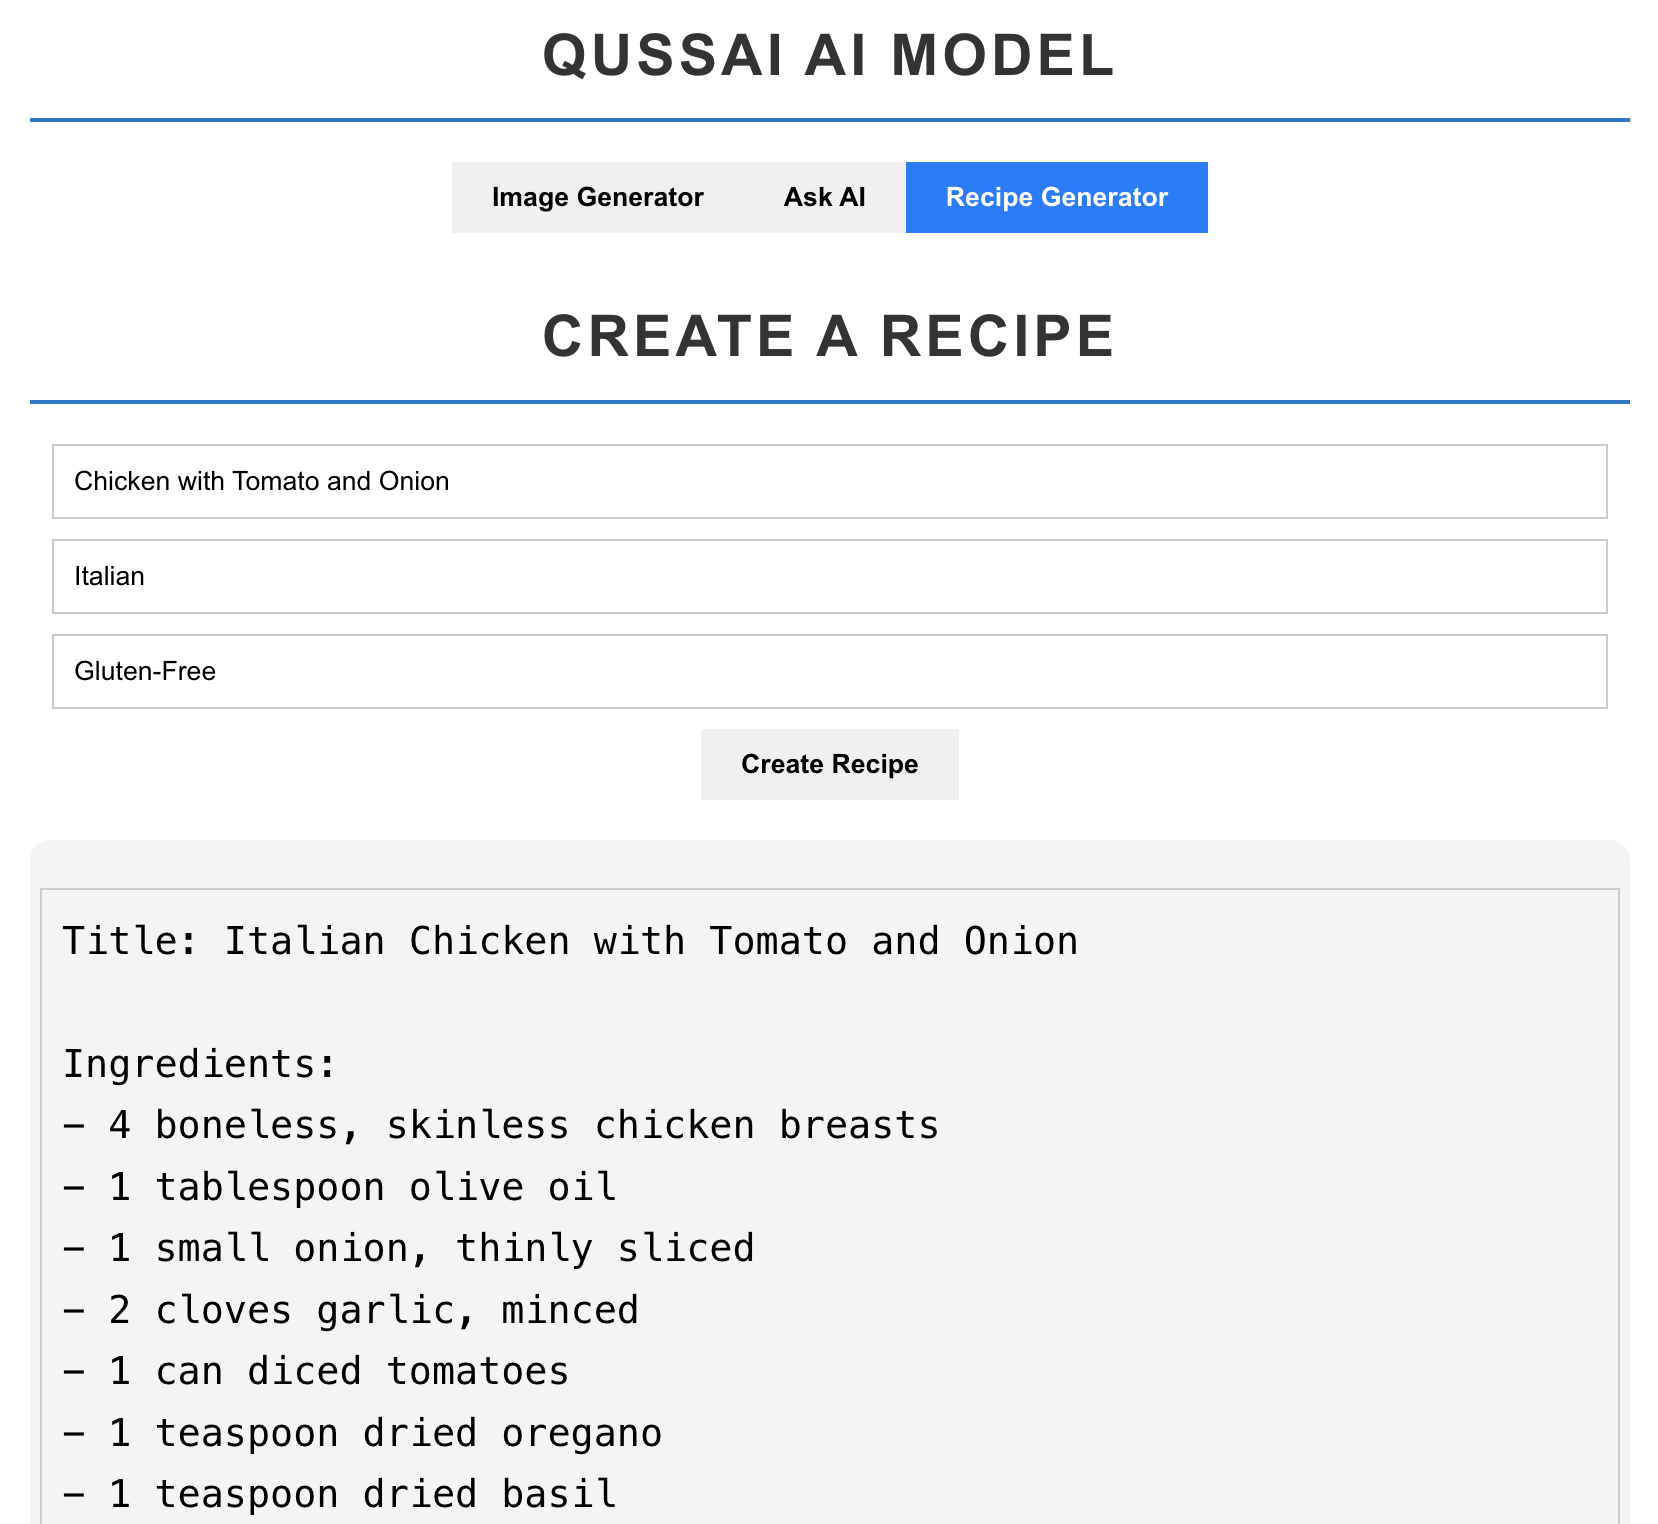 QUSSAI AI MODEL
Image Generator Ask AI Recipe Generator
CREATE A RECIPE
Chicken with Tomato and Onion
Italian
Gluten-Free
Create Recipe
Title: Italian Chicken with Tomato and Onion
Ingredients:
- 4 boneless, skinless chicken breasts
- 1 tablespoon olive oil
- 1 small onion, thinly sliced
- 2 cloves garlic, minced
- 1 can diced tomatoes
- 1 teaspoon dried oregano
- 1 teaspoon dried basil